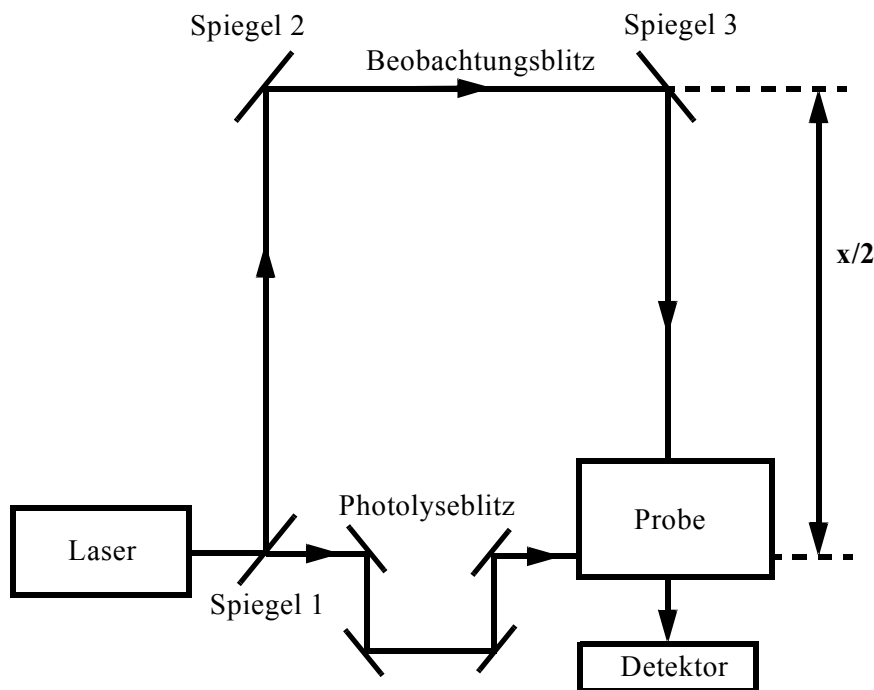 Spiegel 2
Spiegel 3
Beobachtungsblitz
x/2
Photolyseblitz
Probe
Laser
Spiegel 1
Detektor